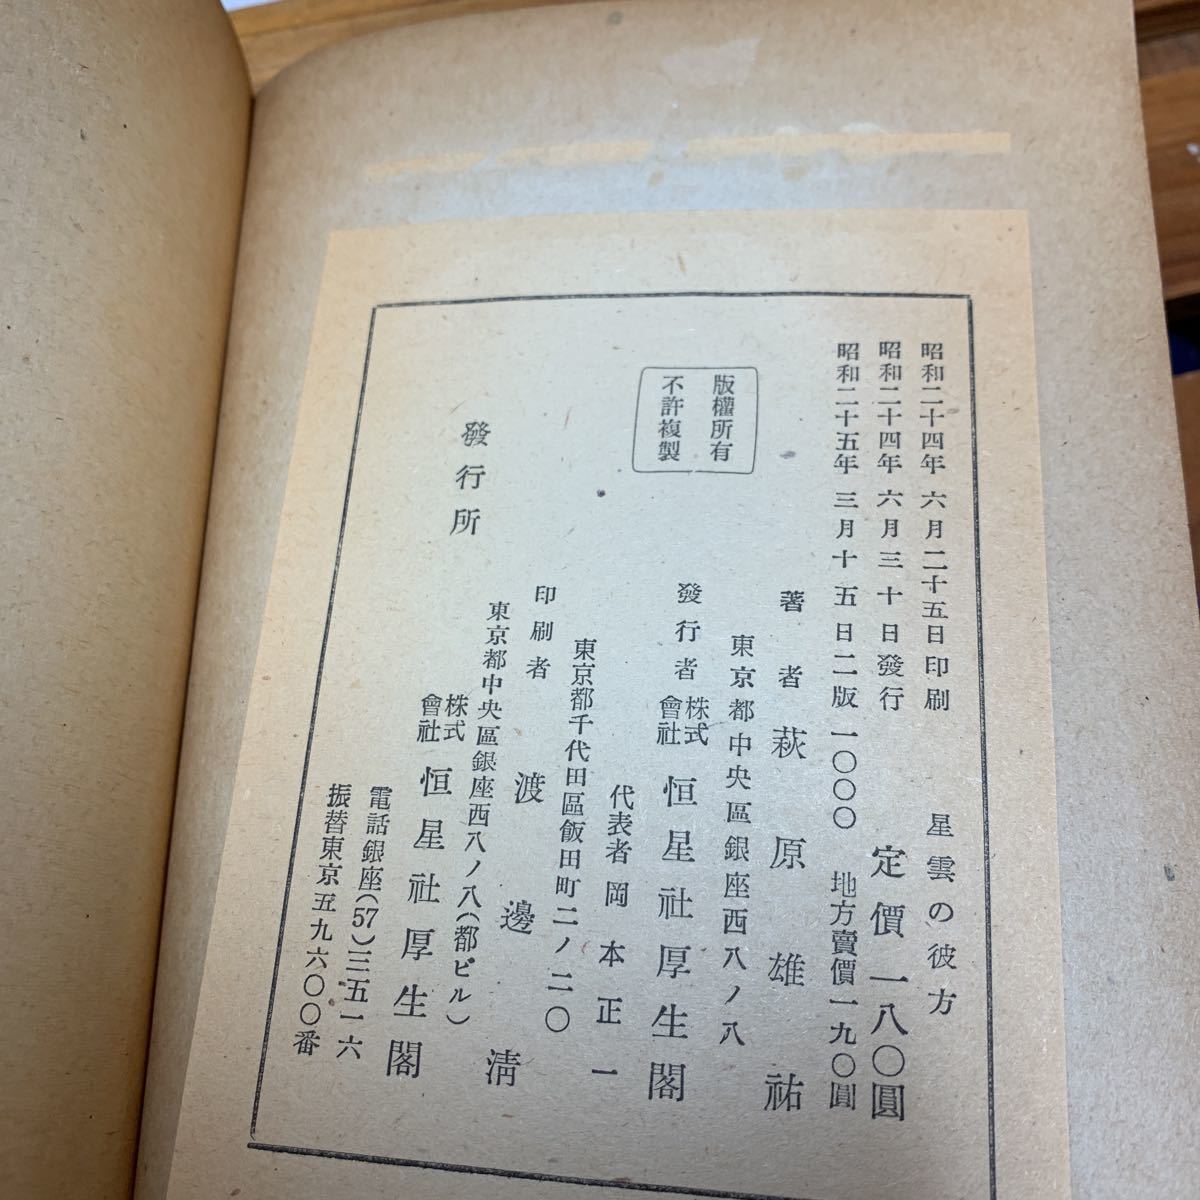 星雲の彼方
昭和二十四年 六月二十五日印刷
定價一八〇圓
昭和二十四年 六月三十日發行
昭和二十五年 三月十五日二版 一〇〇〇 地方賣價一九〇圓
著者 萩原雄祐
東京都中央區銀座西八ノ八
版權所有
不許複製
發行者 株式會社 恒星社厚生閣
代表者 岡本正一
東京都千代田區飯田町二ノ二〇
印刷者 渡邊淸
東京都中央區銀座西八ノ八(都ビル)
發行所 株式會社 恒星社厚生閣
電話銀座(57)三五一六
振替東京五九六〇〇番